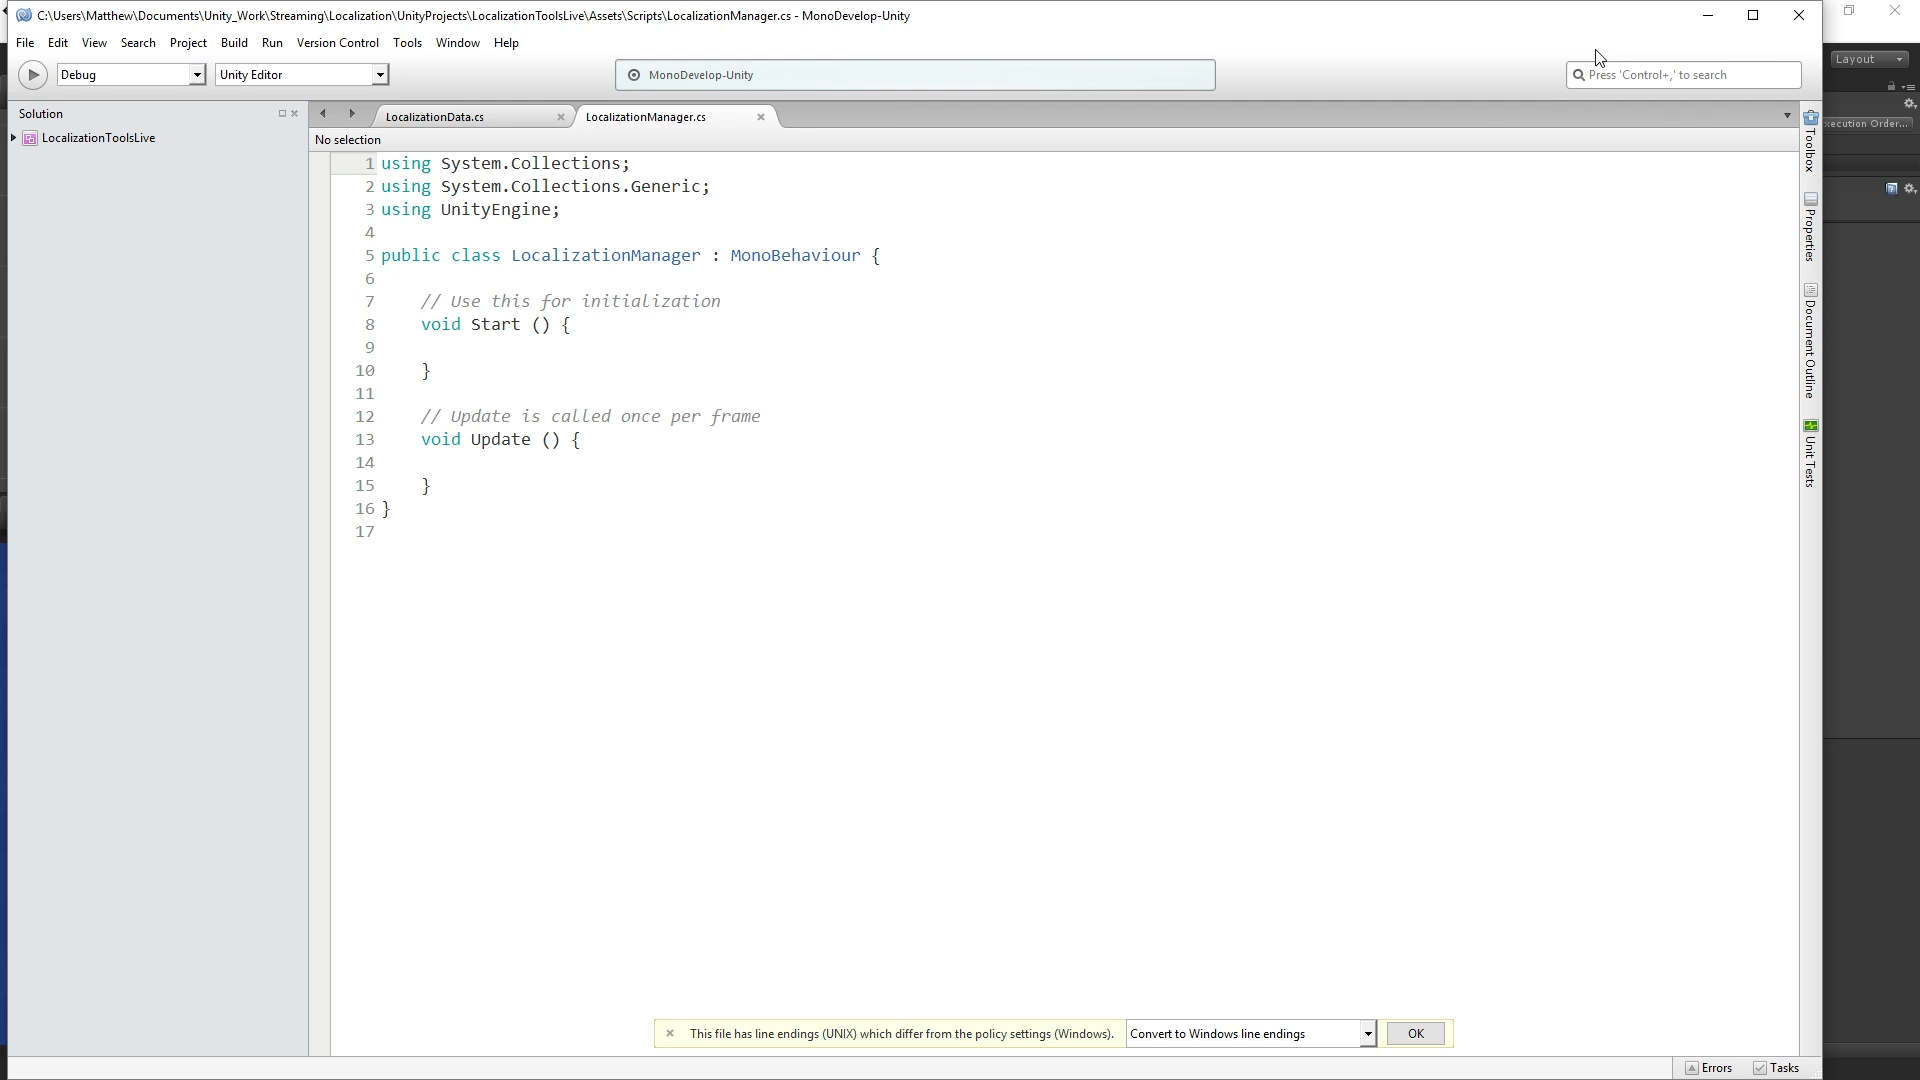 C:\Users\Matthew\Documents\Unity_Work\Streaming\Localization\UnityProjects\LocalizationToolsLive\Assets\Scripts\LocalizationManager.cs - MonoDevelop-Unity
File Edit View Search Project Build Run Version Control Tools Window Help
Layout
Debug Unity Editor MonoDevelop-Unity Press 'Control+,' to search
Solution LocalizationData.cs LocalizationManager.cs
xecution Order...
LocalizationToolsLive No selection
1 using System.Collections;
2 using System.Collections.Generic;
3 using UnityEngine;
4
5 public class LocalizationManager : MonoBehaviour {
6
7 // Use this for initialization
8 void Start () {
9
10 }
11
12 // Update is called once per frame
13 void Update () {
14
15 }
16 }
17
Toolbox
Properties
Document Outline
Unit Tests
This file has line endings (UNIX) which differ from the policy settings (Windows). Convert to Windows line endings OK
Errors Tasks